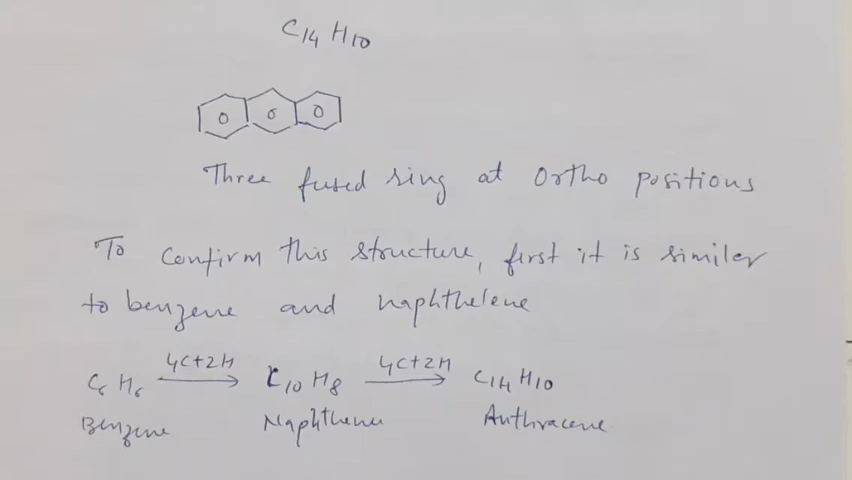 C14 H10
Three fused ring at ortho positions
To confirm this structure, first it is similer
to benzene and naphthelene
C6 H6 4C+2H C10 H8 4C+2H C14 H10
Benzene Naphthene Anthracene